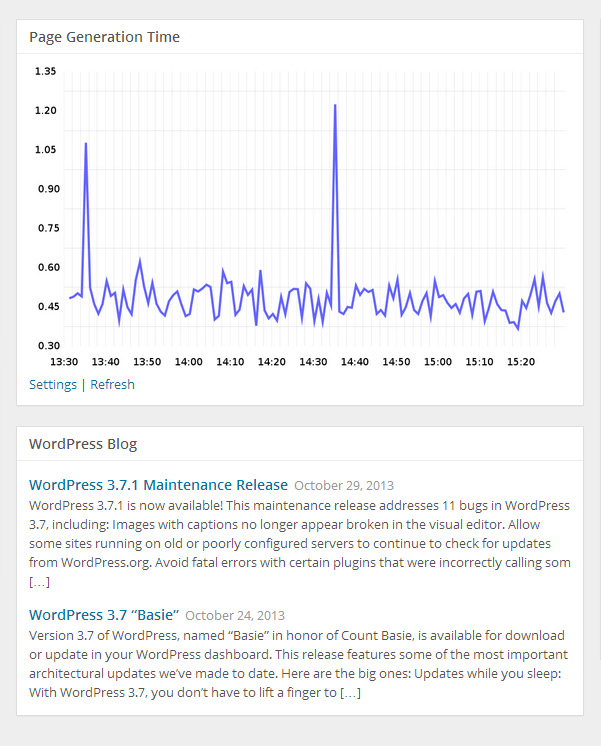 Page Generation Time
1.35
1.20
1.05
0.90
0.75
0.60
0.45
0.30
13:30 13:40 13:50 14:00 14:10 14:20 14:30 14:40 14:50 15:00 15:10 15:20
Settings | Refresh
WordPress Blog
WordPress 3.7.1 Maintenance Release October 29, 2013
WordPress 3.7.1 is now available! This maintenance release addresses 11 bugs in WordPress
3.7, including: Images with captions no longer appear broken in the visual editor. Allow
some sites running on old or poorly configured servers to continue to check for updates
from WordPress.org. Avoid fatal errors with certain plugins that were incorrectly calling som
[…]
WordPress 3.7 “Basie” October 24, 2013
Version 3.7 of WordPress, named “Basie” in honor of Count Basie, is available for download
or update in your WordPress dashboard. This release features some of the most important
architectural updates we’ve made to date. Here are the big ones: Updates while you sleep:
With WordPress 3.7, you don’t have to lift a finger to […]